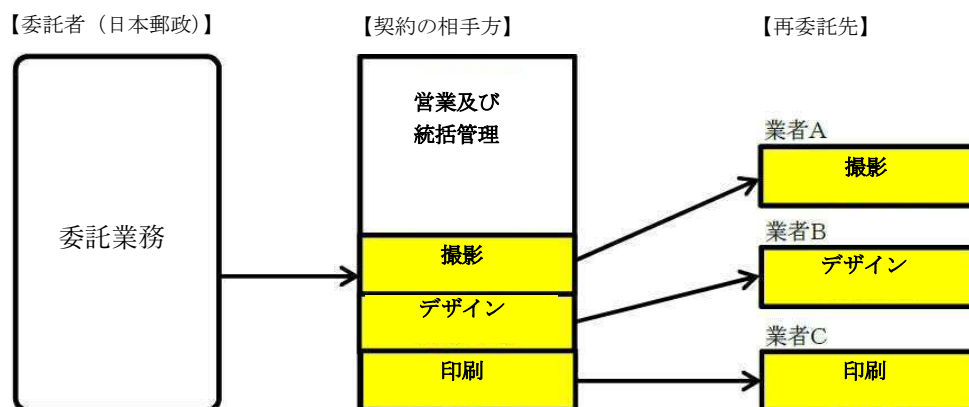 【委託者（日本郵政）】
【契約の相手方】
【再委託先】
委託業務
営業及び
統括管理
撮影
デザイン
印刷
業者A
撮影
業者B
デザイン
業者C
印刷